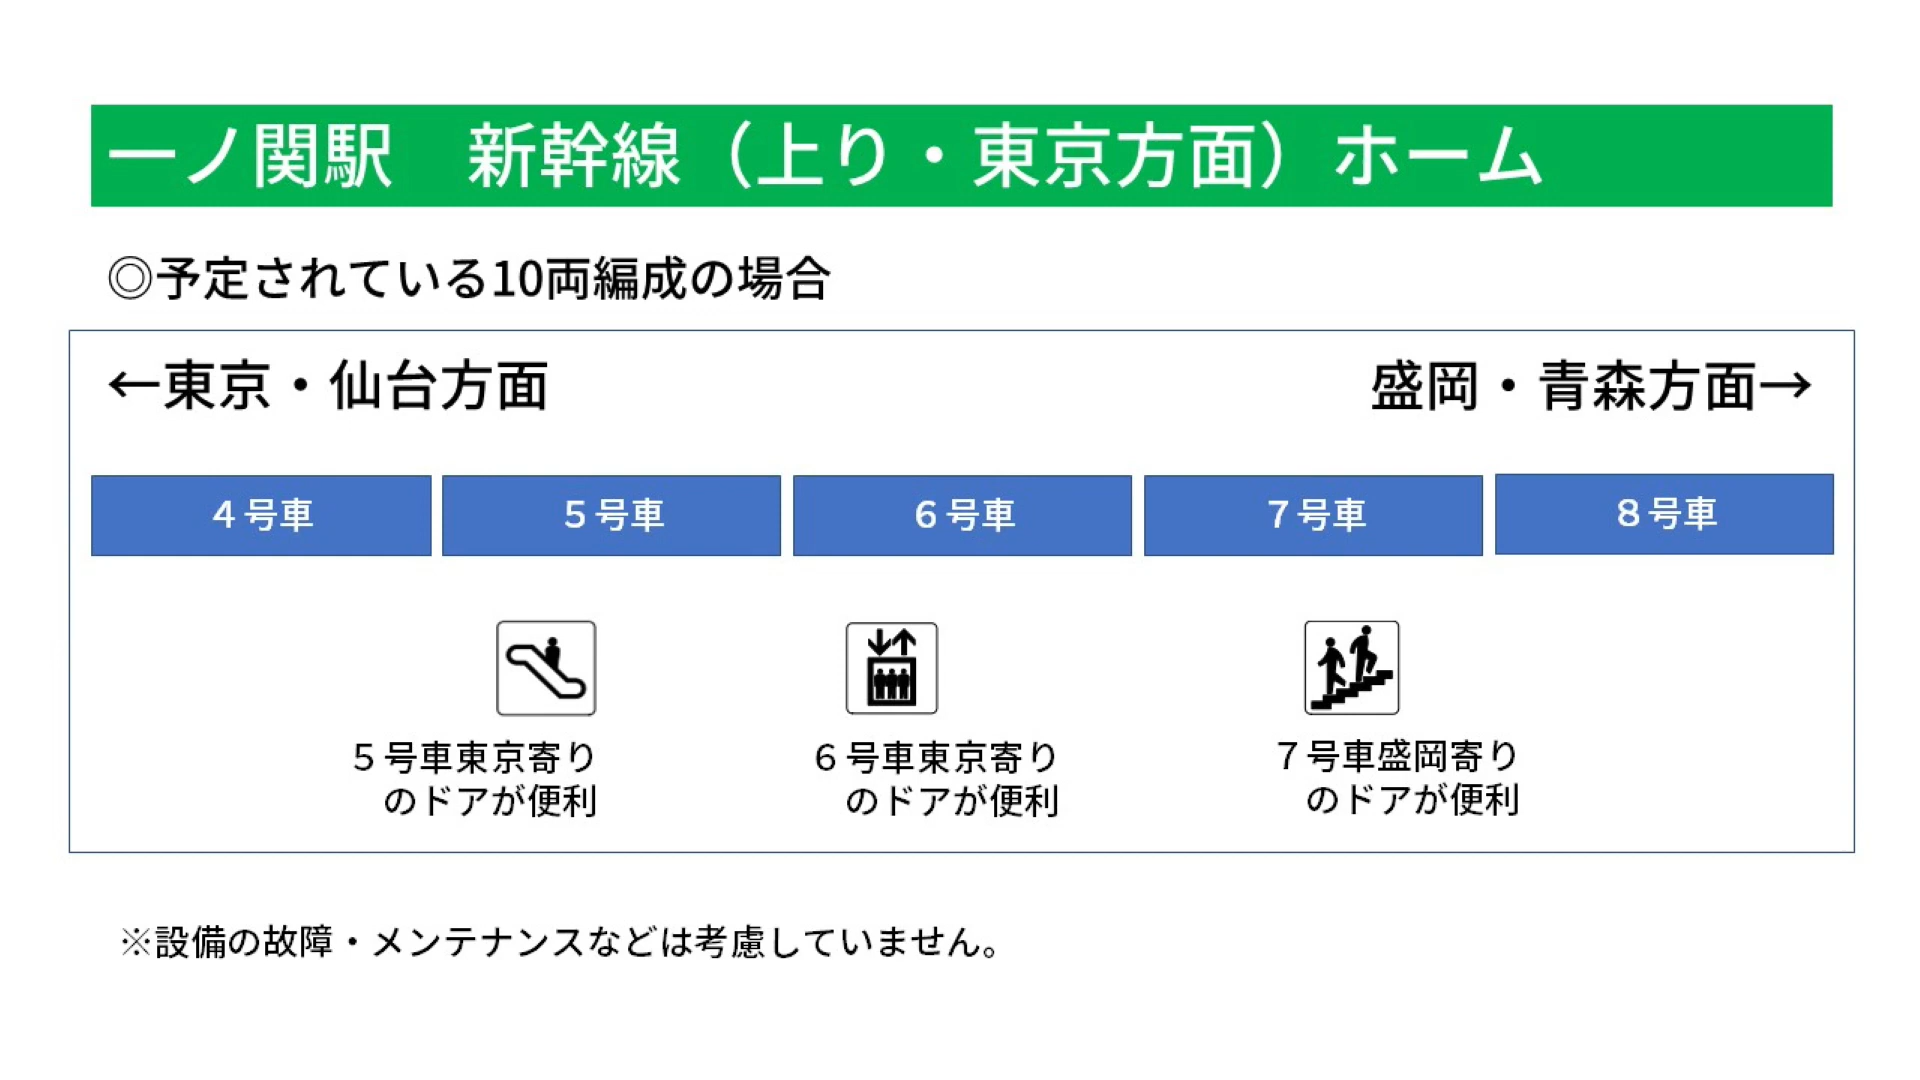 一ノ関駅　新幹線（上り・東京方面）ホーム
◎予定されている10両編成の場合
←東京・仙台方面
盛岡・青森方面→
４号車
５号車
６号車
７号車
８号車
５号車東京寄り
のドアが便利
６号車東京寄り
のドアが便利
７号車盛岡寄り
のドアが便利
※設備の故障・メンテナンスなどは考慮していません。